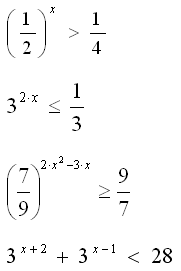 (1/2)^x > 1/4
3^(2·x) ≤ 1/3
(7/9)^(2·x²−3·x) ≥ 9/7
3^(x+2) + 3^(x−1) < 28